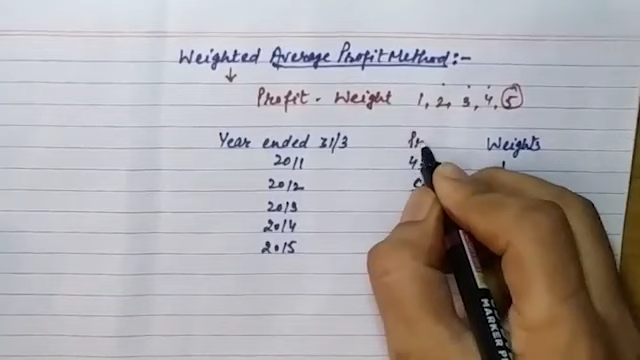 Weighted Average Profit Method :-
↓
Profit - Weight 1, 2, 3, 4, 5
Year ended 31/3 Weights
2011
2012
2013
2014
2015
MARKER